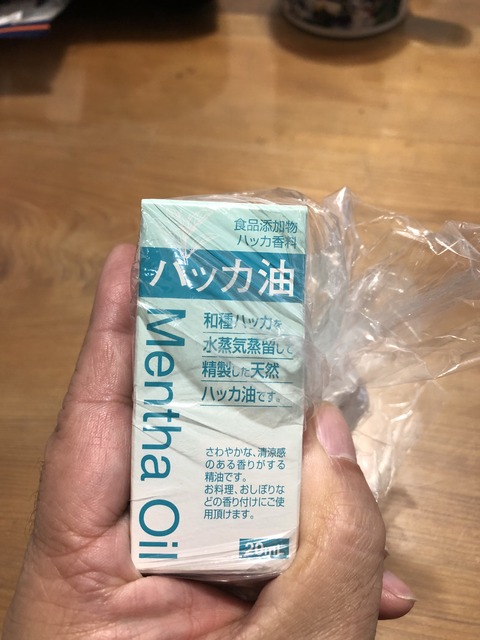 食品添加物
ハッカ香料
ハッカ油
Mentha Oil
和種ハッカを
水蒸気蒸留して
精製した天然
ハッカ油です。
さわやかな、清涼感
のある香りがする
精油です。
お料理、おしぼりな
どの香り付けにご使
用頂けます。
20mL